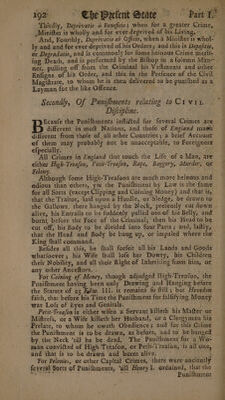 192 The Present State Part I.
Thirdly, Deprivatio à Beneficio; when for a greater Crime,
Minister is wholly and for ever deprived of his Living.
And, Fourthly, Deprivatio ab Officio, when a Minister is whol-
ly and for ever deprived of his Orders; and this is Depositio,
or Degradatio, and is commonly for some heinous Crime meriting
Death, and is performed by the Bishop in a solemn Man-
ner, pulling off from the Criminal his Vestments and other
Ensigns of his Order, and this in the Presence of the Civil
Magistrate, to whom he is then delivered to be punished as a
Layman for the like Offence.
Secondly, Of Punishments relating to CIVIL
Discipline.
BEcause the Punishments inflicted for several Crimes are
different in most Nations, and those of England much
different from those of all other Countries; a brief Account
of them may probably not be unacceptable, to Foreigners
especially.
All Crimes in England that touch the Life of a Man, are
either High-Treason, Petit-Treason, Rape, Buggery, Murder, or
Felony.
Although some High-Treasons are much more heinous and
odious than others, yet the Punishment by Law is the same
for all Sorts (except Clipping and Coining Money) and that is,
that the Traitor, laid upon a Hurdle, or Sledge, be drawn to
the Gallows, there hanged by the Neck, presently cut down
alive, his Entrails to be suddenly pulled out of his Belly, and
burnt before the Face of the Criminal; then his Head to be
cut off, his Body to be divided into four Parts; and, lastly,
that the Head and Body be hung up, or impaled where the
King shall command.
Besides all this, he shall forfeit all his Lands and Goods
whatsoever; his Wife shall lose her Dowry, his Children
their Nobility, and all their Right of Inheriting from him, or
any other Ancestors.
For Coining of Money, though adjudged High-Treason, the
Punishment having been only Drawing and Hanging before
the Statute of 25 Edw. III. is remains so still; but
faith, that before his Time the Punishment for falsifying Money
was Loss of Eyes and Genitals.
Petit-Treason is either when a Servant killeth his Master or
Mistress, or a Wife killeth her Husband, or a Clergyman his
Prelate, to whom he oweth Obedience; and for this Crime
the Punishment is to be drawn, as before, and to be hanged
by the Neck 'till he be dead. The Punishment for a Wo-
man convicted of High Treason, or Petit-Treason, is all one,
and that is to be drawn and burnt alive.
For Felonies, or other Capital Crimes, there were anciently
several Sorts of Punishments, 'till Henry I. ordained, that the
Punishment